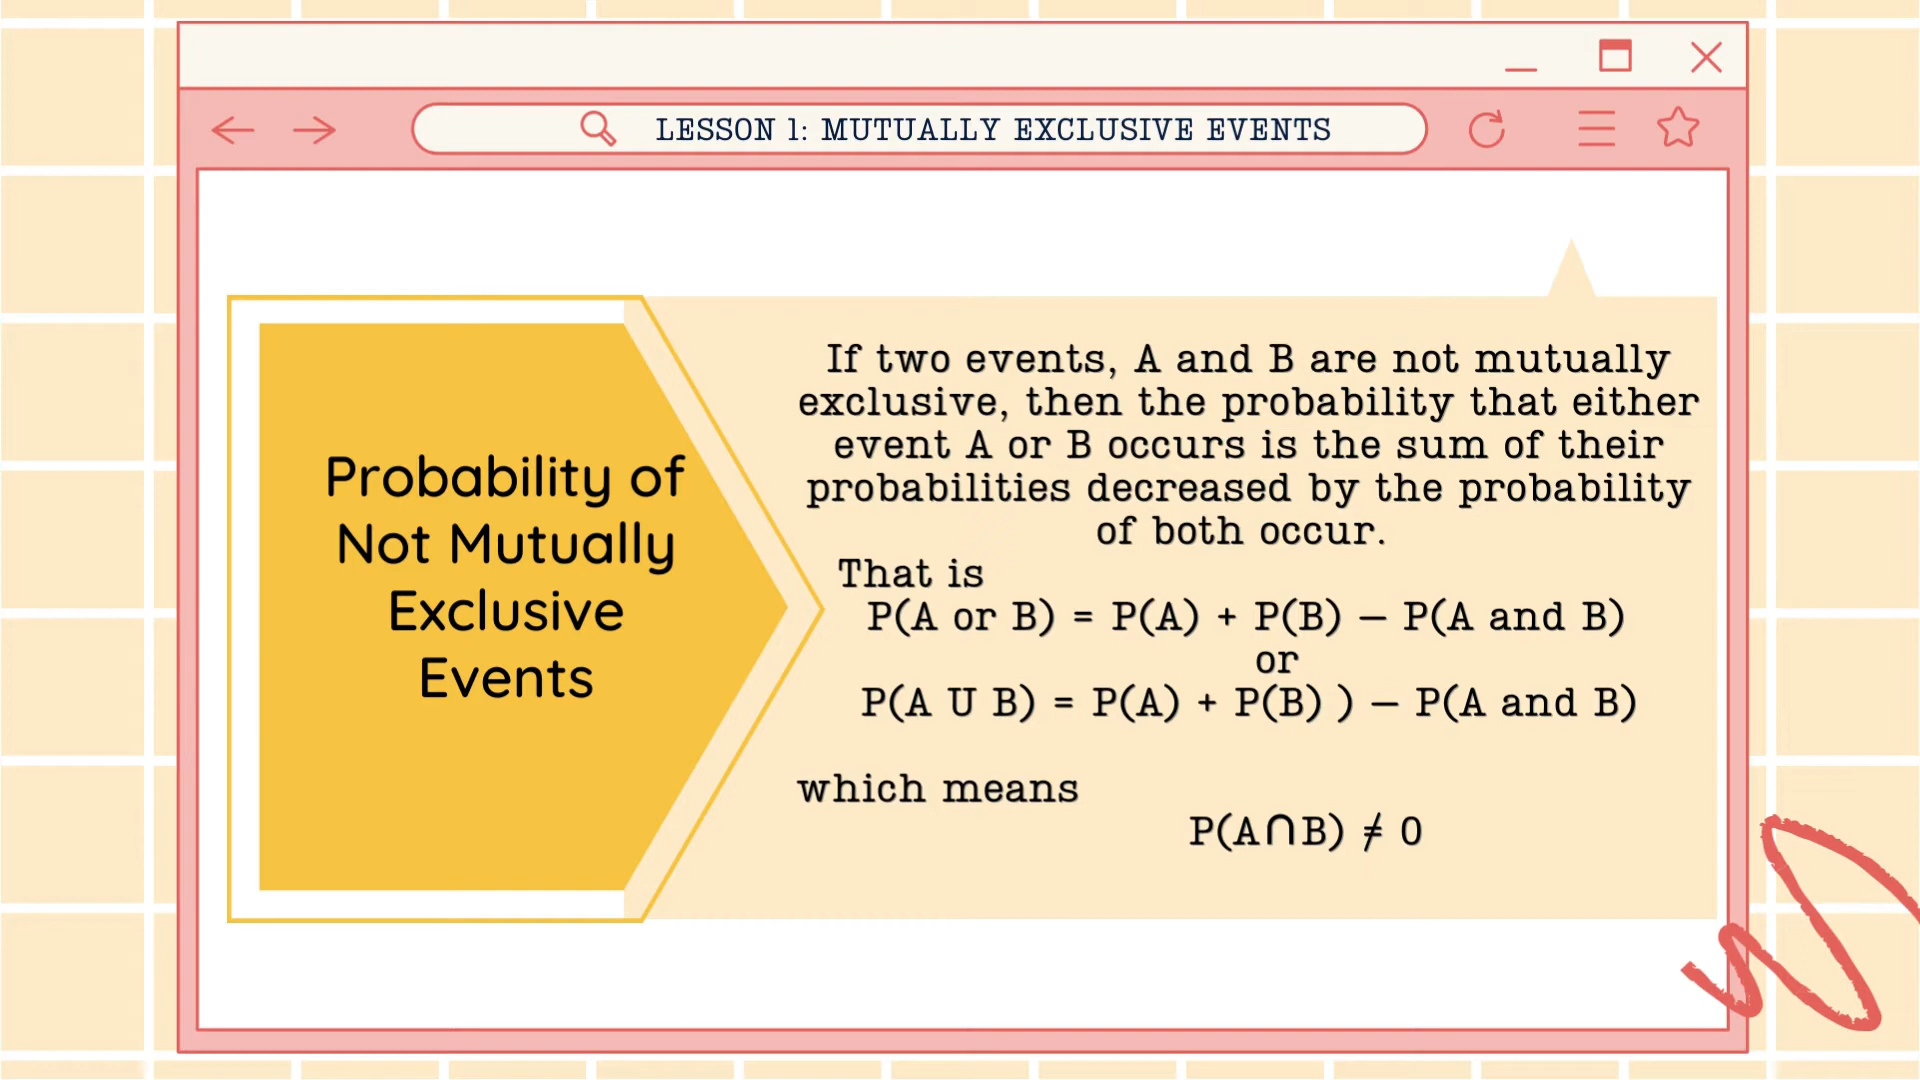 LESSON 1: MUTUALLY EXCLUSIVE EVENTS
Probability of
Not Mutually
Exclusive
Events
If two events, A and B are not mutually
exclusive, then the probability that either
event A or B occurs is the sum of their
probabilities decreased by the probability
of both occur.
That is
P(A or B) = P(A) + P(B) – P(A and B)
or
P(A U B) = P(A) + P(B) ) – P(A and B)
which means
P(A∩B) ≠ 0